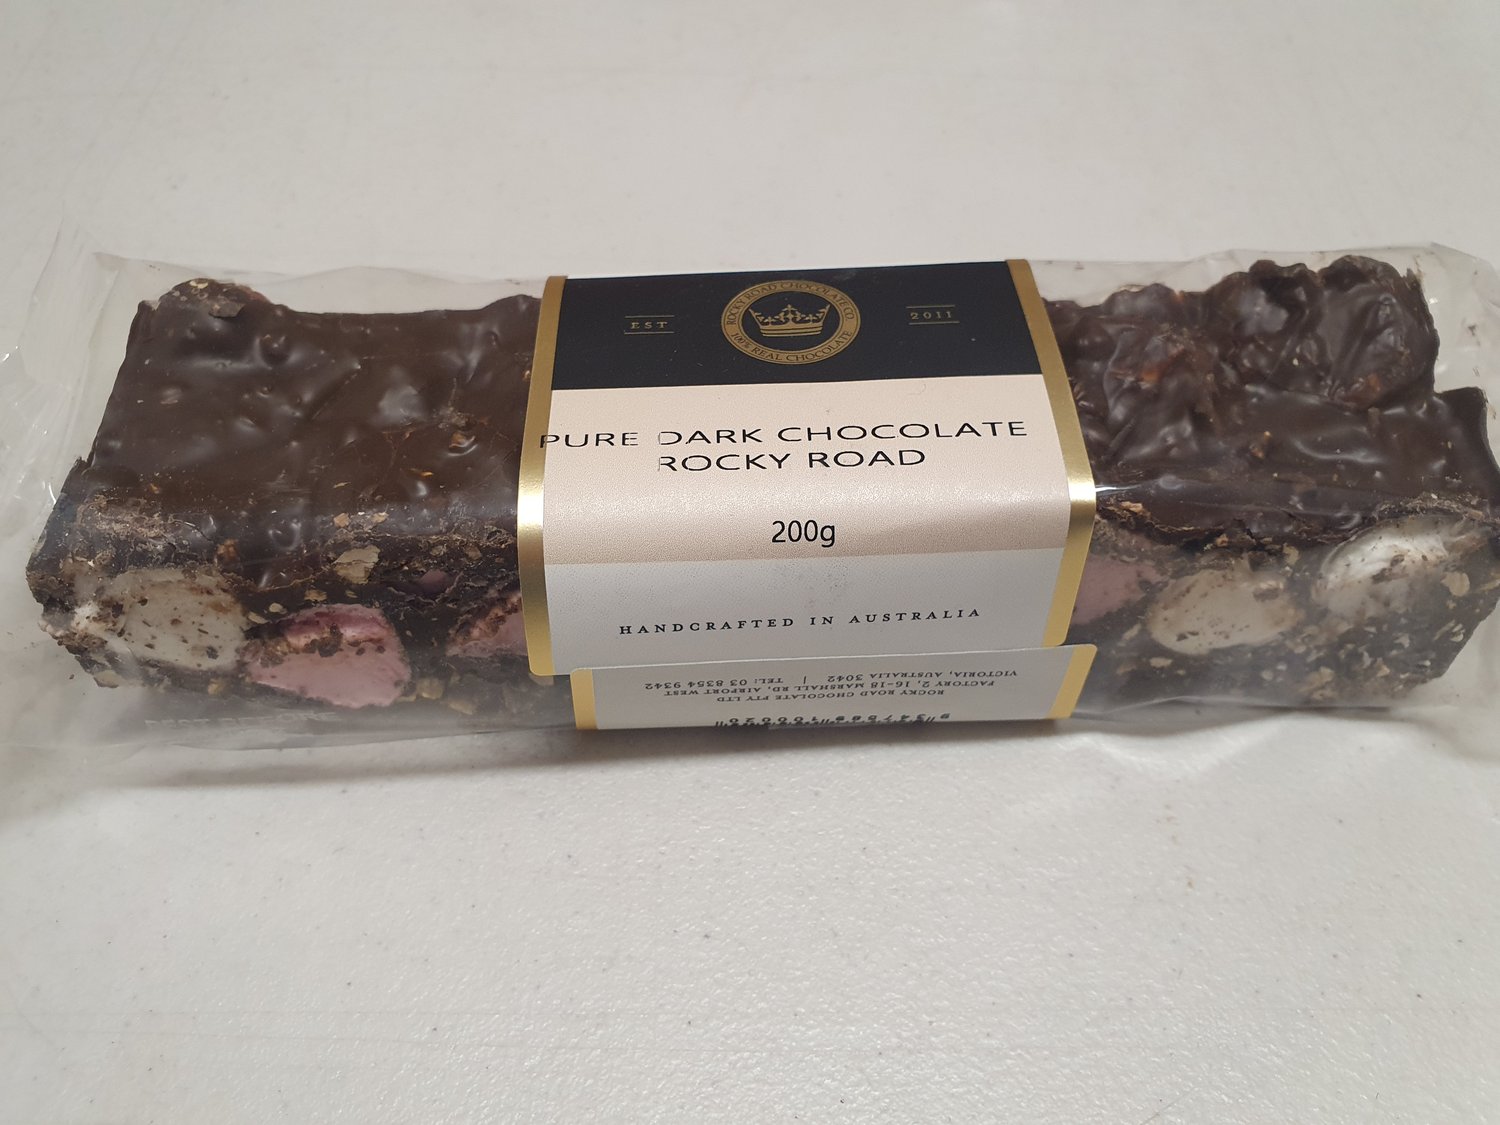 ROCKY ROAD CHOCOLATE CO.
EST
2011
100% REAL CHOCOLATE
PURE DARK CHOCOLATE
ROCKY ROAD
200g
HANDCRAFTED IN AUSTRALIA
ROCKY ROAD CHOCOLATE PTY LTD
FACTORY 2, 16-18 MARSHALL RD, AIRPORT WEST
VICTORIA, AUSTRALIA 3042 | TEL: 03 8354 9342